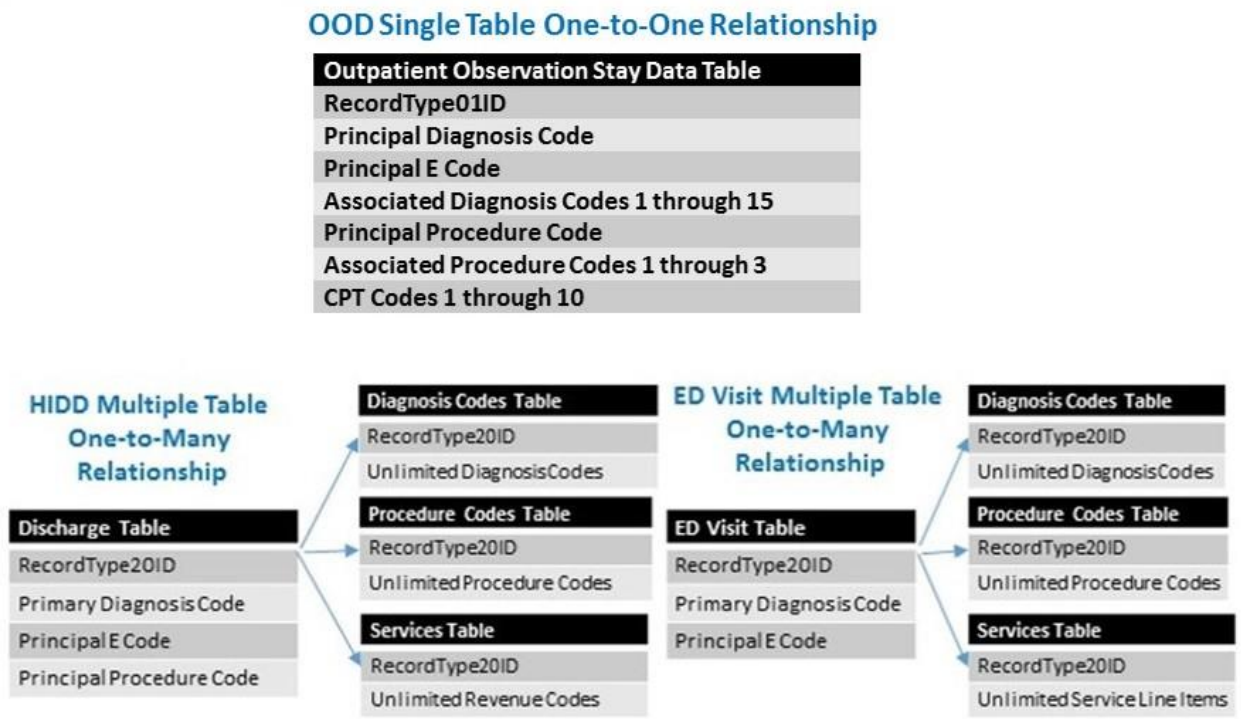 OOD Single Table One-to-One Relationship
Outpatient Observation Stay Data Table
RecordType01ID
Principal Diagnosis Code
Principal E Code
Associated Diagnosis Codes 1 through 15
Principal Procedure Code
Associated Procedure Codes 1 through 3
CPT Codes 1 through 10
HIDD Multiple Table
One-to-Many
Relationship
Discharge Table
RecordType20ID
Primary Diagnosis Code
Principal E Code
Principal Procedure Code
Diagnosis Codes Table
RecordType20ID
Unlimited DiagnosisCodes
Procedure Codes Table
RecordType20ID
Unlimited Procedure Codes
Services Table
RecordType20ID
Unlimited Revenue Codes
ED Visit Multiple Table
One-to-Many
Relationship
ED Visit Table
RecordType20ID
Primary Diagnosis Code
Principal E Code
Diagnosis Codes Table
RecordType20ID
Unlimited DiagnosisCodes
Procedure Codes Table
RecordType20ID
Unlimited Procedure Codes
Services Table
RecordType20ID
Unlimited Service Line Items